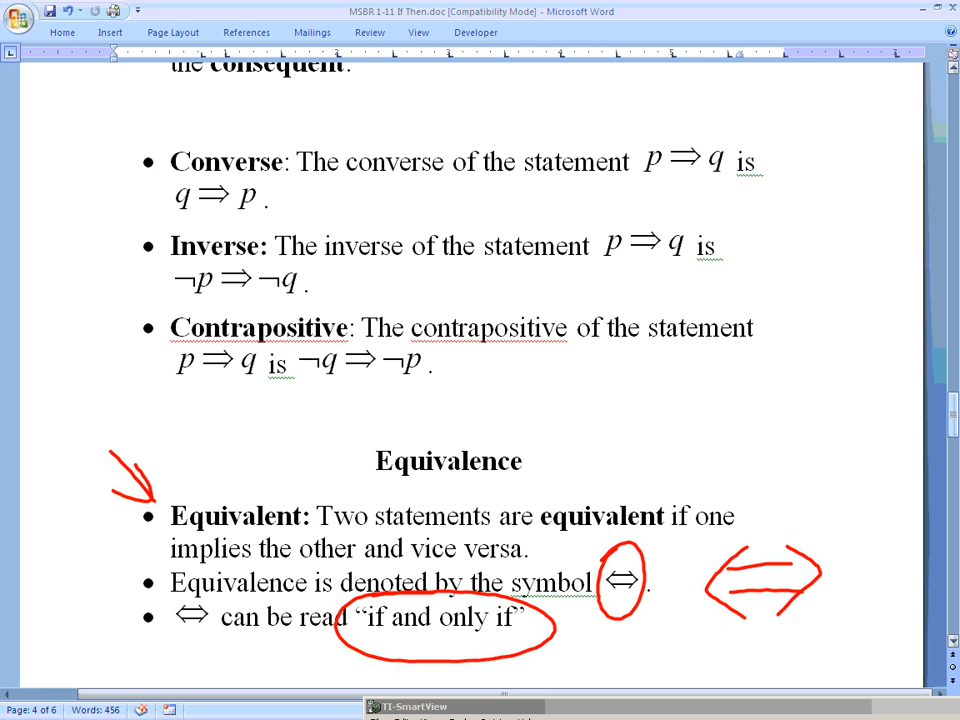 MSBR 1-11 If Then.doc [Compatibility Mode] - Microsoft Word
Home Insert Page Layout References Mailings Review View Developer
the consequent.
• Converse: The converse of the statement p ⇒ q is
q ⇒ p .
• Inverse: The inverse of the statement p ⇒ q is
¬p ⇒ ¬q .
• Contrapositive: The contrapositive of the statement
p ⇒ q is ¬q ⇒ ¬p .
Equivalence
• Equivalent: Two statements are equivalent if one
implies the other and vice versa.
• Equivalence is denoted by the symbol ⇔ . ⇔
• ⇔ can be read “if and only if”
Page: 4 of 6 Words: 456
TI-SmartView